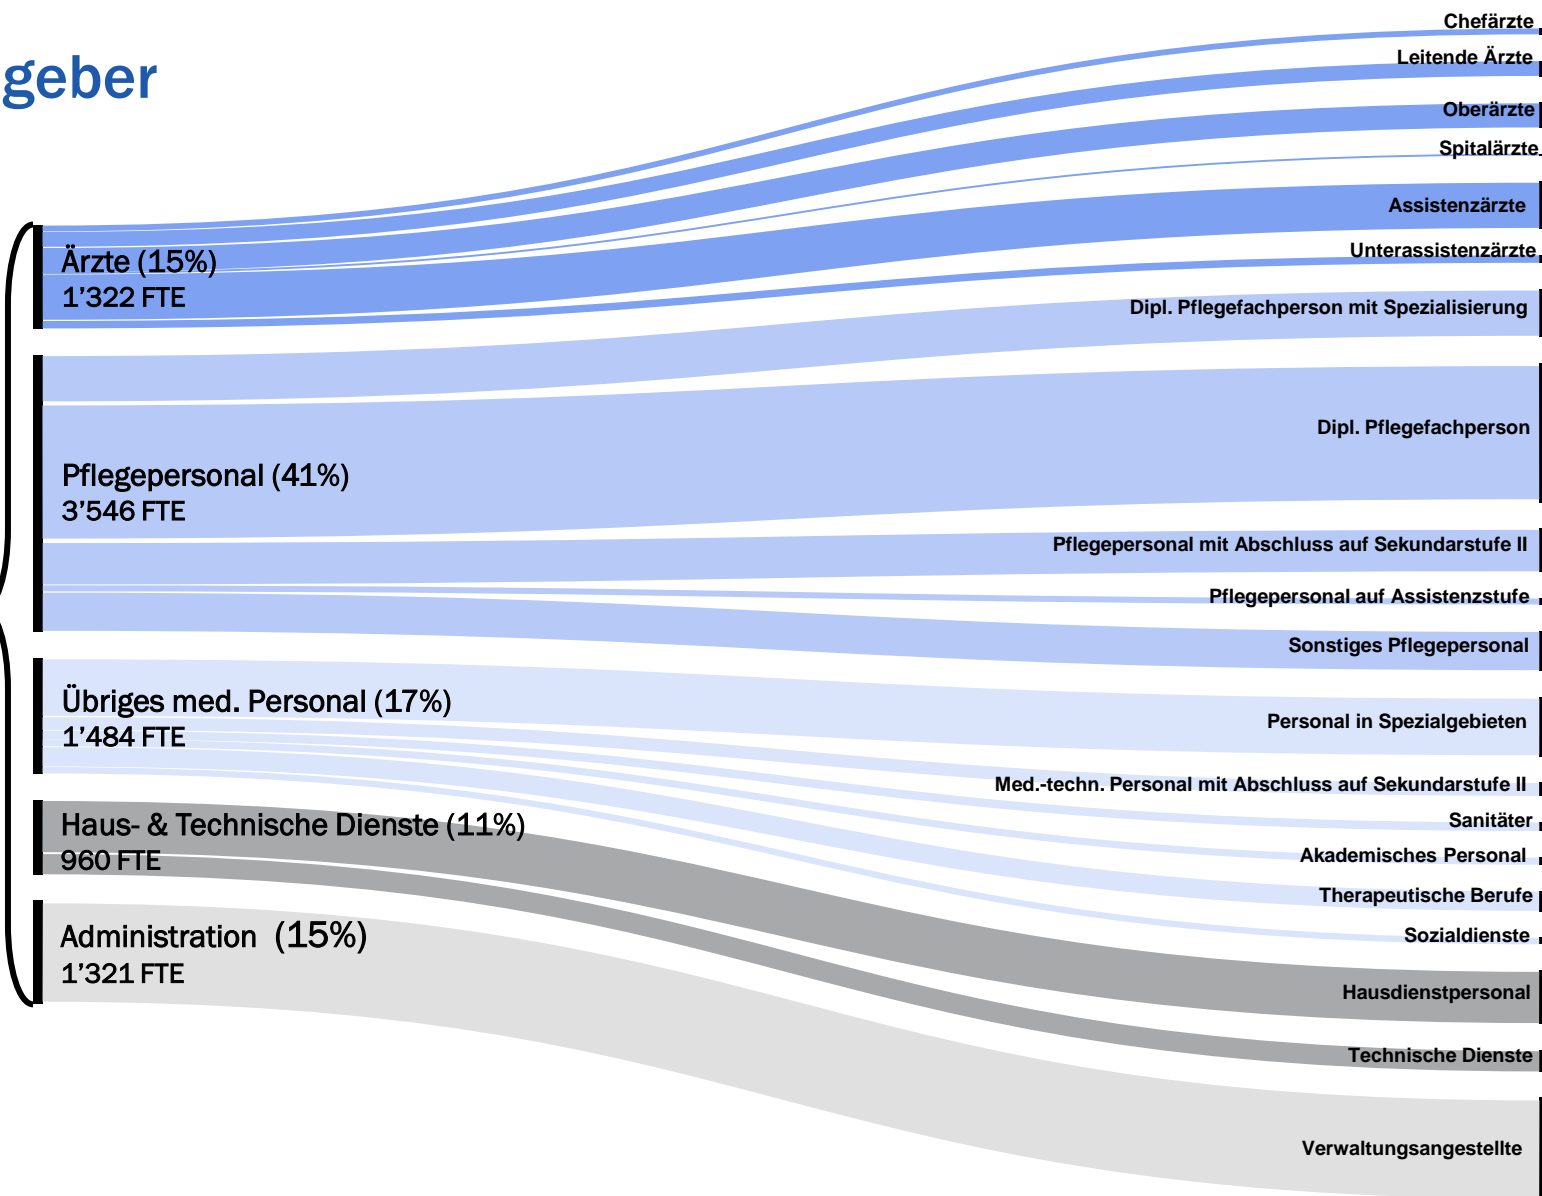 geber
Ärzte (15%)
1’322 FTE
Pflegepersonal (41%)
3’546 FTE
Übriges med. Personal (17%)
1’484 FTE
Haus- & Technische Dienste (11%)
960 FTE
Administration (15%)
1’321 FTE
Chefärzte
Leitende Ärzte
Oberärzte
Spitalärzte
Assistenzärzte
Unterassistenzärzte
Dipl. Pflegefachperson mit Spezialisierung
Dipl. Pflegefachperson
Pflegepersonal mit Abschluss auf Sekundarstufe II
Pflegepersonal auf Assistenzstufe
Sonstiges Pflegepersonal
Personal in Spezialgebieten
Med.-techn. Personal mit Abschluss auf Sekundarstufe II
Sanitäter
Akademisches Personal
Therapeutische Berufe
Sozialdienste
Hausdienstpersonal
Technische Dienste
Verwaltungsangestellte